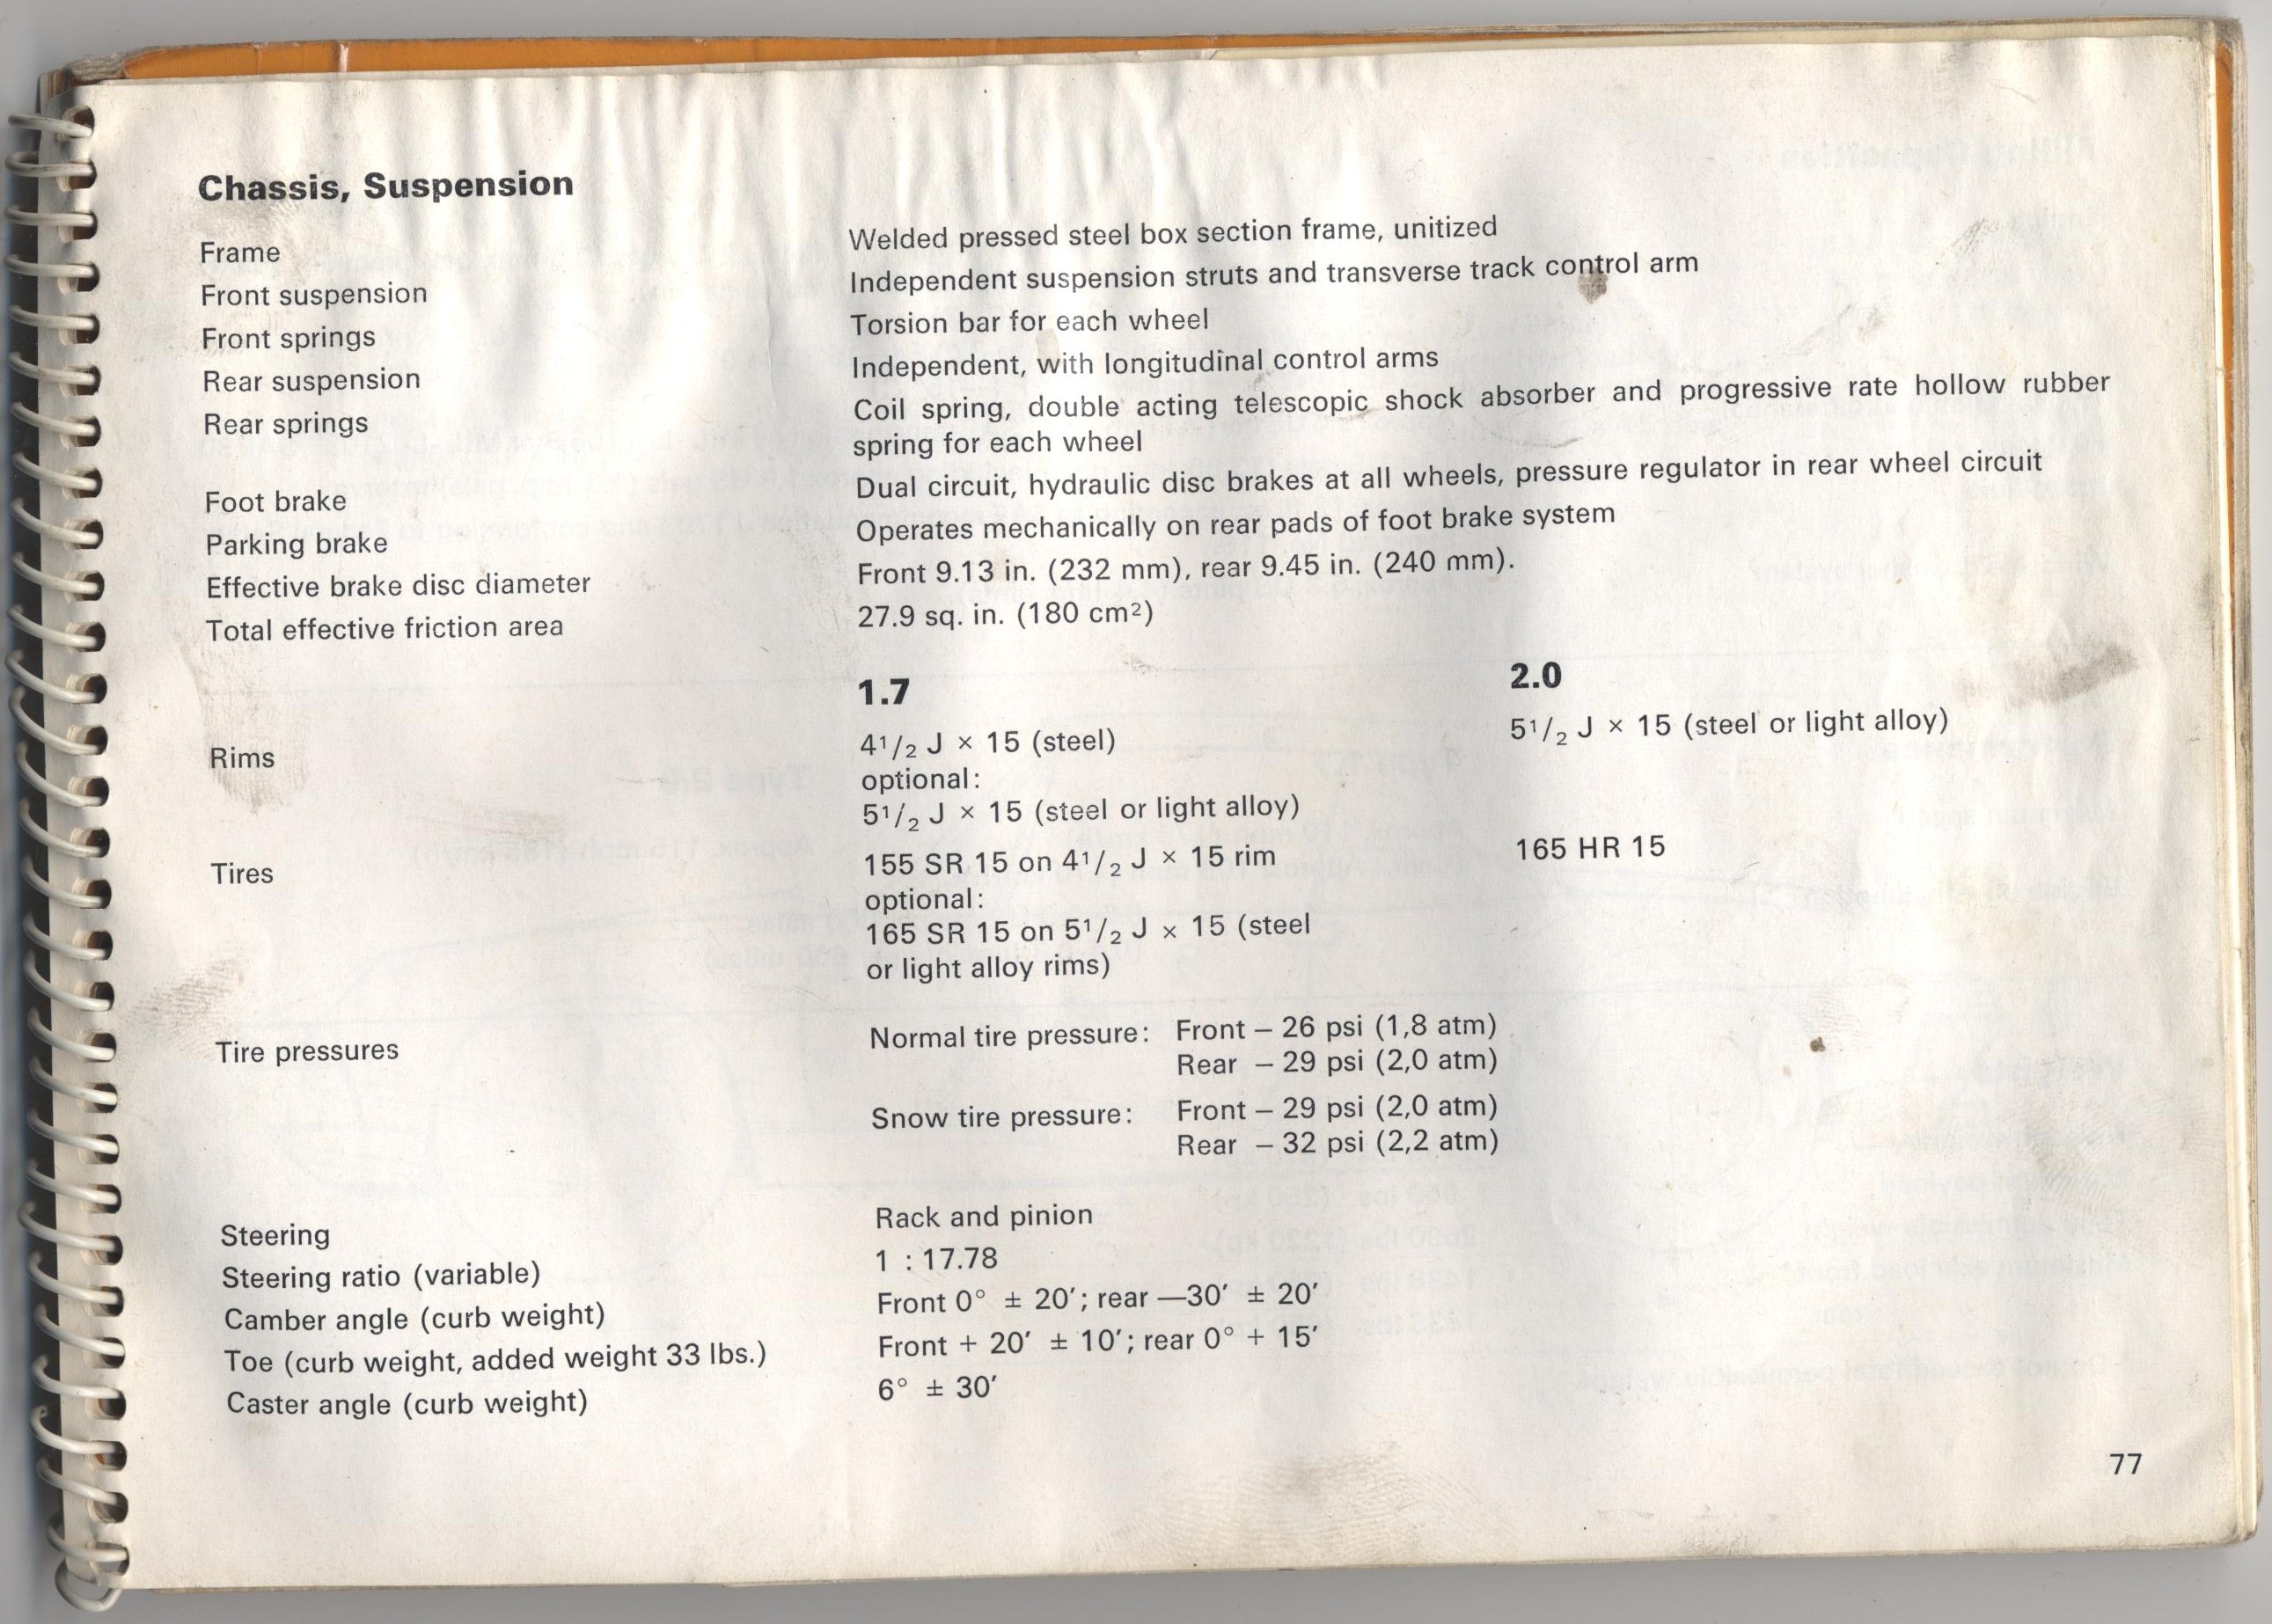 Chassis, Suspension
Frame Welded pressed steel box section frame, unitized
Front suspension Independent suspension struts and transverse track control arm
Front springs Torsion bar for each wheel
Rear suspension Independent, with longitudinal control arms
Rear springs Coil spring, double acting telescopic shock absorber and progressive rate hollow rubber
spring for each wheel
Foot brake Dual circuit, hydraulic disc brakes at all wheels, pressure regulator in rear wheel circuit
Parking brake Operates mechanically on rear pads of foot brake system
Effective brake disc diameter Front 9.13 in. (232 mm), rear 9.45 in. (240 mm).
Total effective friction area 27.9 sq. in. (180 cm²)
1.7 2.0
Rims 4¹/₂ J × 15 (steel) 5¹/₂ J × 15 (steel or light alloy)
optional:
5¹/₂ J × 15 (steel or light alloy)
Tires 155 SR 15 on 4¹/₂ J × 15 rim 165 HR 15
optional:
165 SR 15 on 5¹/₂ J × 15 (steel
or light alloy rims)
Tire pressures Normal tire pressure: Front – 26 psi (1,8 atm)
Rear – 29 psi (2,0 atm)
Snow tire pressure: Front – 29 psi (2,0 atm)
Rear – 32 psi (2,2 atm)
Steering Rack and pinion
Steering ratio (variable) 1 : 17.78
Camber angle (curb weight) Front 0° ± 20′; rear —30′ ± 20′
Toe (curb weight, added weight 33 lbs.) Front + 20′ ± 10′; rear 0° + 15′
Caster angle (curb weight) 6° ± 30′
77